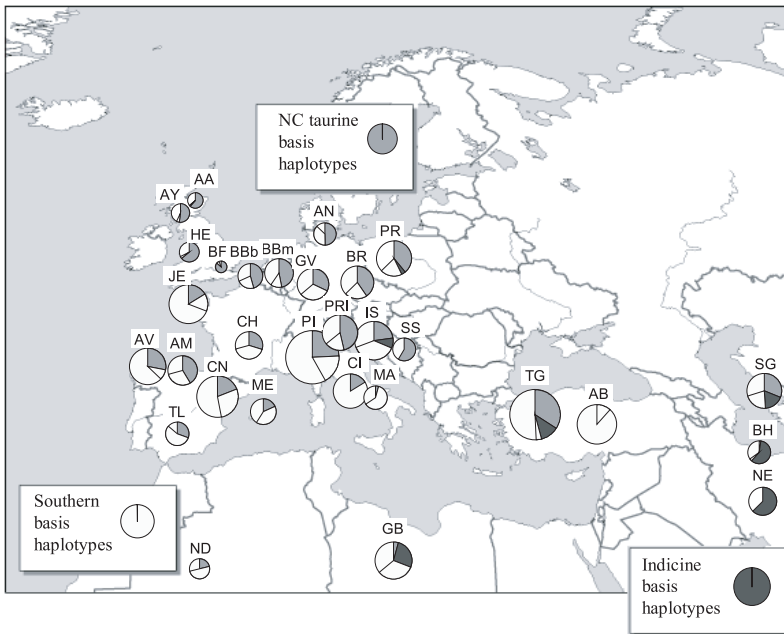 NC taurine
basis
haplotypes
AA
AY
AN
HE
PR
BF
BBb
BBm
GV
BR
JE
PRI
IS
PI
SS
CH
AV
AM
CI
MA
CN
ME
TG
AB
SG
TL
BH
NE
Southern
basis
haplotypes
GB
ND
Indicine
basis
haplotypes